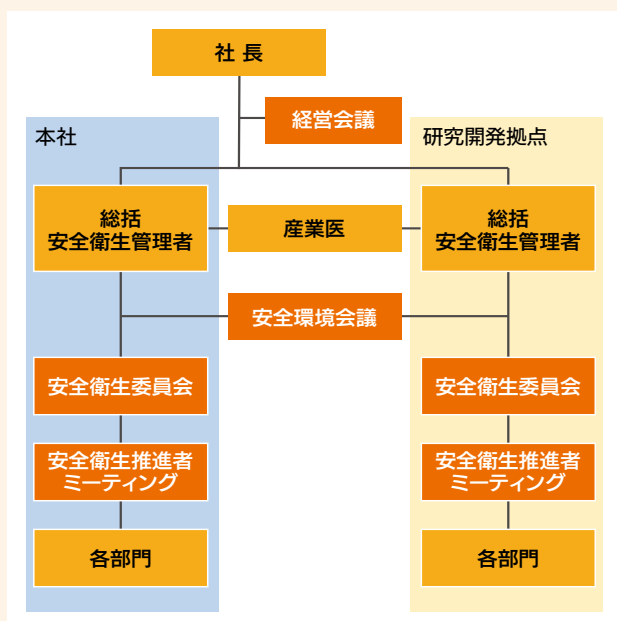 社 長
経営会議
本社
研究開発拠点
総括
安全衛生管理者
産業医
総括
安全衛生管理者
安全環境会議
安全衛生委員会
安全衛生委員会
安全衛生推進者
ミーティング
安全衛生推進者
ミーティング
各部門
各部門